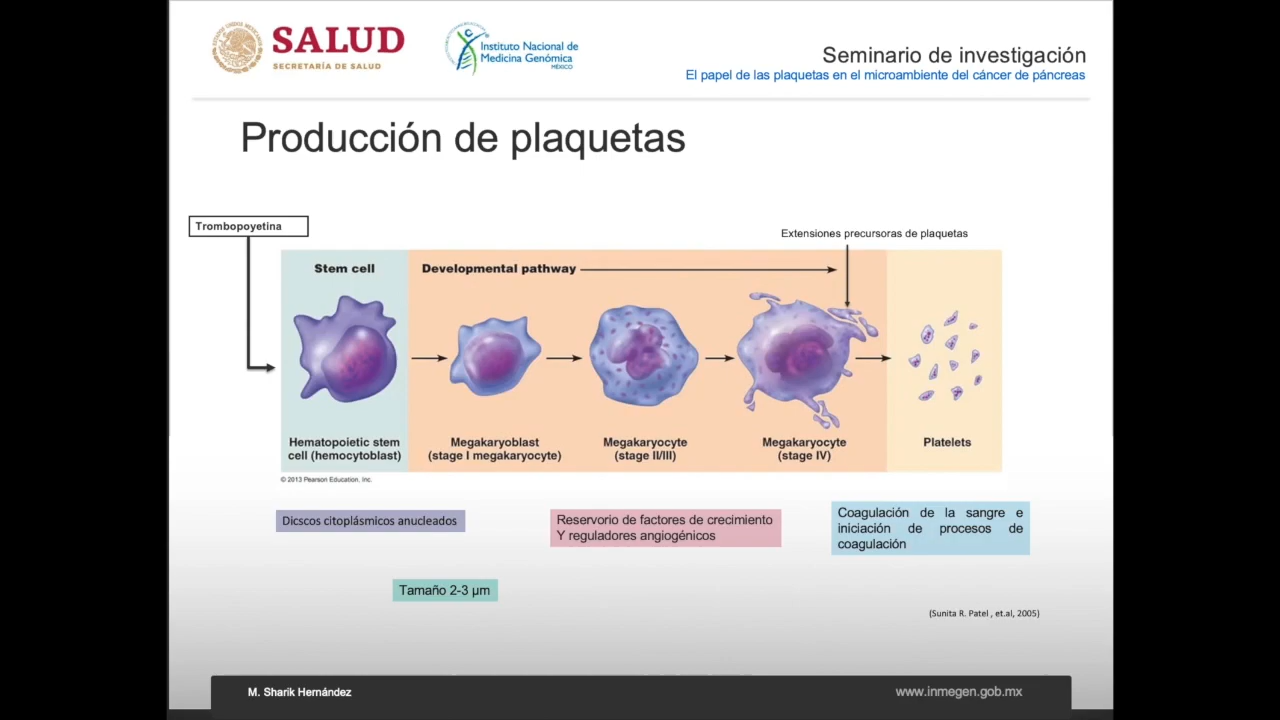 SALUD
SECRETARÍA DE SALUD
Instituto Nacional de
Medicina Genómica
MÉXICO
Seminario de investigación
El papel de las plaquetas en el microambiente del cáncer de páncreas
Producción de plaquetas
Trombopoyetina
Extensiones precursoras de plaquetas
Stem cell
Developmental pathway
Hematopoietic stem
cell (hemocytoblast)
Megakaryoblast
(stage I megakaryocyte)
Megakaryocyte
(stage II/III)
Megakaryocyte
(stage IV)
Platelets
© 2013 Pearson Education, Inc.
Dicscos citoplásmicos anucleados
Reservorio de factores de crecimiento
Y reguladores angiogénicos
Coagulación de la sangre e
iniciación de procesos de
coagulación
Tamaño 2-3 µm
(Sunita R. Patel , et.al, 2005)
M. Sharik Hernández
www.inmegen.gob.mx